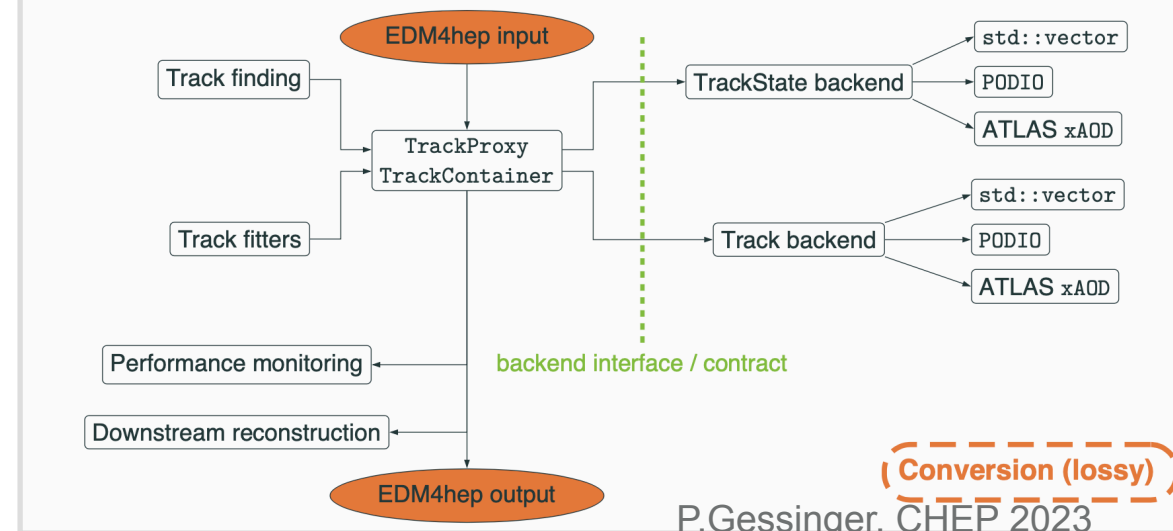 EDM4hep input
Track finding
TrackProxy
TrackContainer
Track fitters
TrackState backend
std::vector
PODIO
ATLAS xAOD
Track backend
std::vector
PODIO
ATLAS xAOD
Performance monitoring
backend interface / contract
Downstream reconstruction
EDM4hep output
Conversion (lossy)
P.Gessinger, CHEP 2023